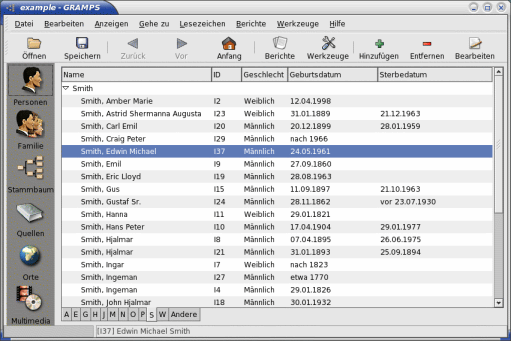 example - GRAMPS
Datei Bearbeiten Anzeigen Gehe zu Lesezeichen Berichte Werkzeuge Hilfe
Öffnen Speichern Zurück Vor Anfang Berichte Werkzeuge Hinzufügen Entfernen Bearbeiten
Personen
Familie
Stammbaum
Quellen
Orte
Multimedia
Name ID Geschlecht Geburtsdatum Sterbedatum
Smith
Smith, Amber Marie I2 Weiblich 12.04.1998
Smith, Astrid Shermanna Augusta I23 Weiblich 31.01.1889 21.12.1963
Smith, Carl Emil I20 Männlich 20.12.1899 28.01.1959
Smith, Craig Peter I29 Männlich nach 1966
Smith, Edwin Michael I37 Männlich 24.05.1961
Smith, Emil I9 Männlich 27.09.1860
Smith, Eric Lloyd I19 Männlich 28.08.1963
Smith, Gus I15 Männlich 11.09.1897 21.10.1963
Smith, Gustaf Sr. I24 Männlich 28.11.1862 vor 23.07.1930
Smith, Hanna I11 Weiblich 29.01.1821
Smith, Hans Peter I10 Männlich 17.04.1904 29.01.1977
Smith, Hjalmar I8 Männlich 07.04.1895 26.06.1975
Smith, Hjalmar I21 Männlich 31.01.1893 25.09.1894
Smith, Ingar I7 Weiblich nach 1823
Smith, Ingeman I27 Männlich etwa 1770
Smith, Ingeman I4 Männlich 29.01.1826
Smith, John Hjalmar I18 Männlich 30.01.1932
A E G H J M N O P S W Andere
[I37] Edwin Michael Smith